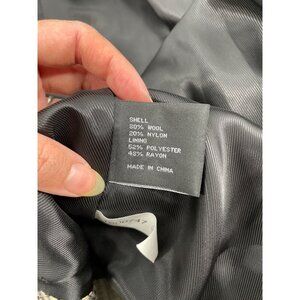 SHELL
80% WOOL
20% NYLON
LINING
52% POLYESTER
48% RAYON
MADE IN CHINA